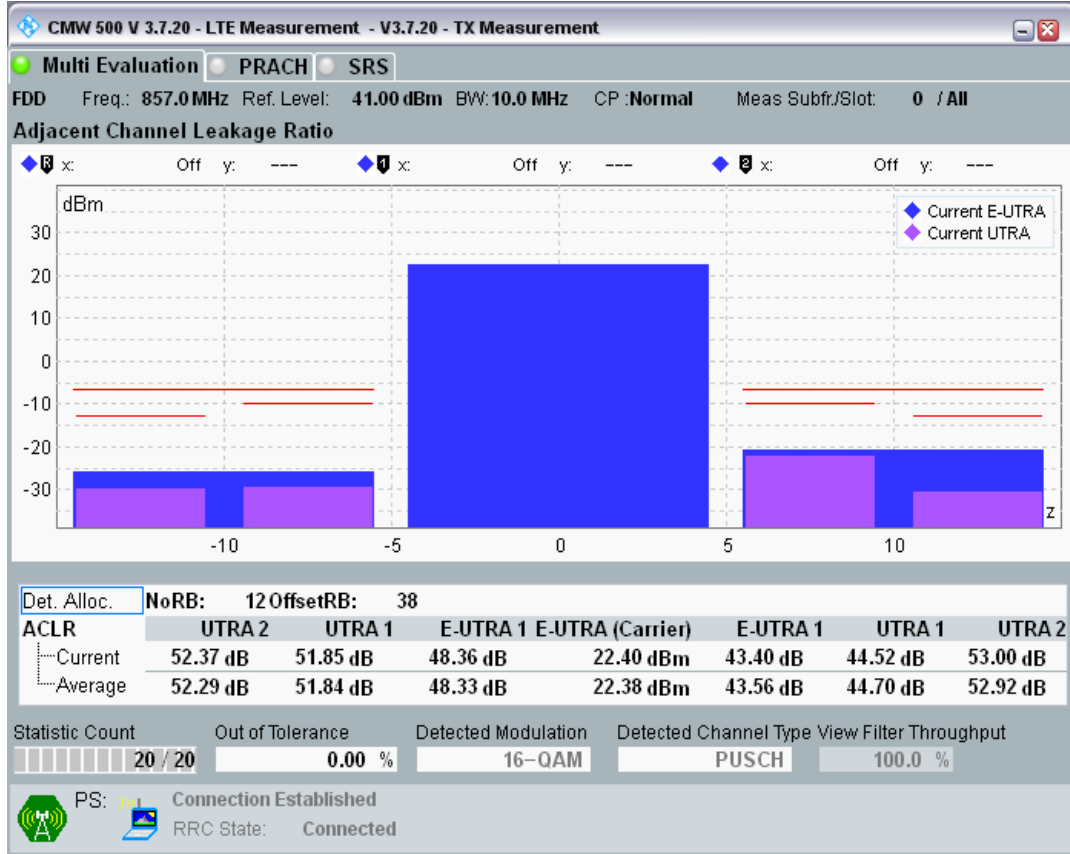 CMW 500 V 3.7.20 - LTE Measurement - V3.7.20 - TX Measurement
Multi Evaluation PRACH SRS
FDD Freq.: 857.0 MHz Ref. Level: 41.00 dBm BW: 10.0 MHz CP :Normal Meas Subfr./Slot: 0 / All
Adjacent Channel Leakage Ratio
R x: Off y: --- 1 x: Off y: --- 2 x: Off y: ---
dBm
Current E-UTRA
Current UTRA
30
20
10
0
-10
-20
-30
z
-10 -5 0 5 10
Det. Alloc. NoRB: 12 OffsetRB: 38
ACLR UTRA 2 UTRA 1 E-UTRA 1 E-UTRA (Carrier) E-UTRA 1 UTRA 1 UTRA 2
Current 52.37 dB 51.85 dB 48.36 dB 22.40 dBm 43.40 dB 44.52 dB 53.00 dB
Average 52.29 dB 51.84 dB 48.33 dB 22.38 dBm 43.56 dB 44.70 dB 52.92 dB
Statistic Count Out of Tolerance Detected Modulation Detected Channel Type View Filter Throughput
20 / 20 0.00 % 16-QAM PUSCH 100.0 %
PS: Connection Established
RRC State: Connected